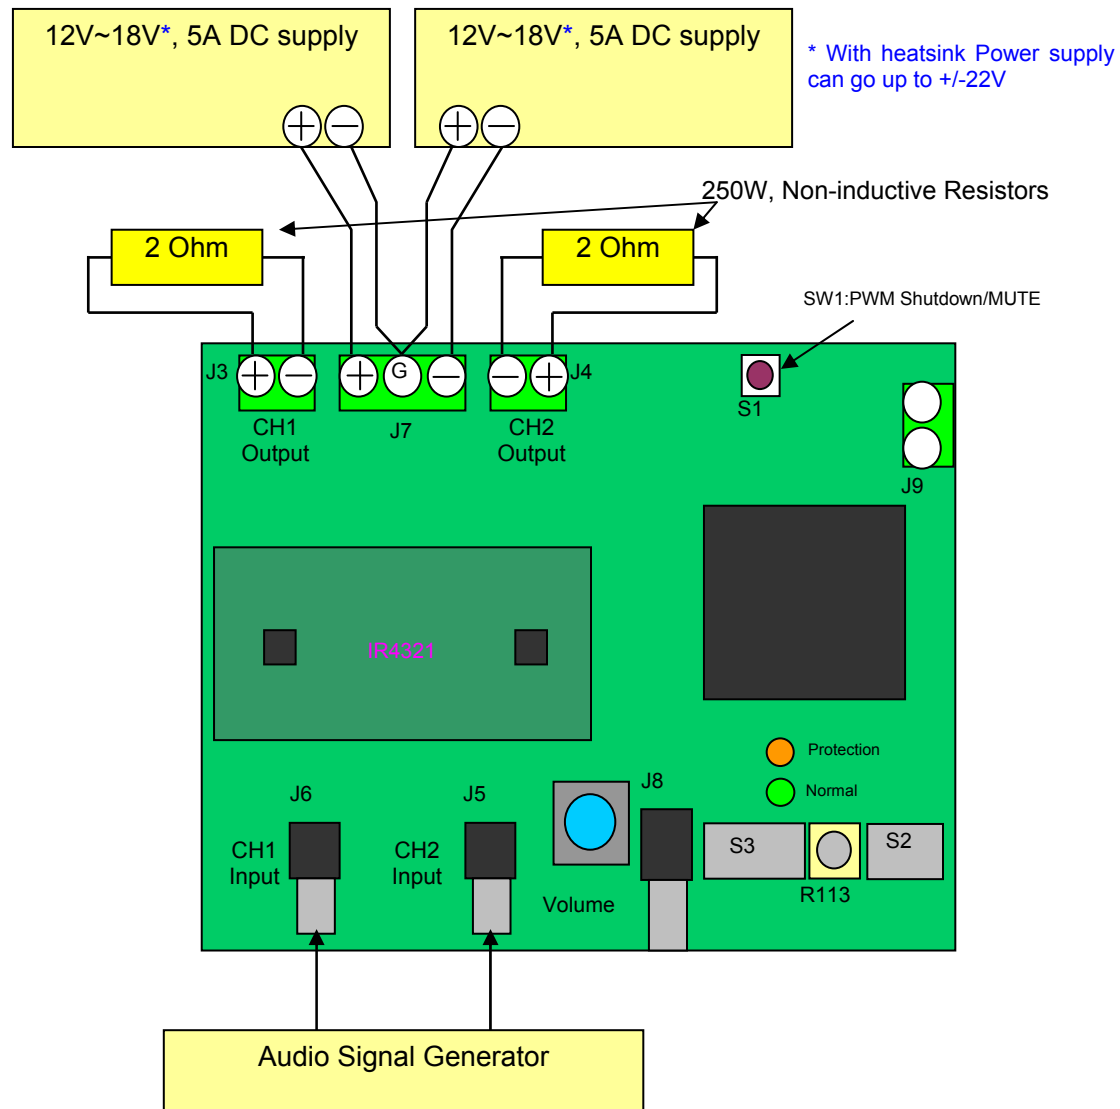 12V~18V*, 5A DC supply
12V~18V*, 5A DC supply
* With heatsink Power supply
can go up to +/-22V
250W, Non-inductive Resistors
2 Ohm
2 Ohm
SW1:PWM Shutdown/MUTE
J3
G
J4
S1
CH1
Output
J7
CH2
Output
J9
IR4321
Protection
Normal
J6
J5
J8
CH1
Input
CH2
Input
Volume
S3
S2
R113
Audio Signal Generator